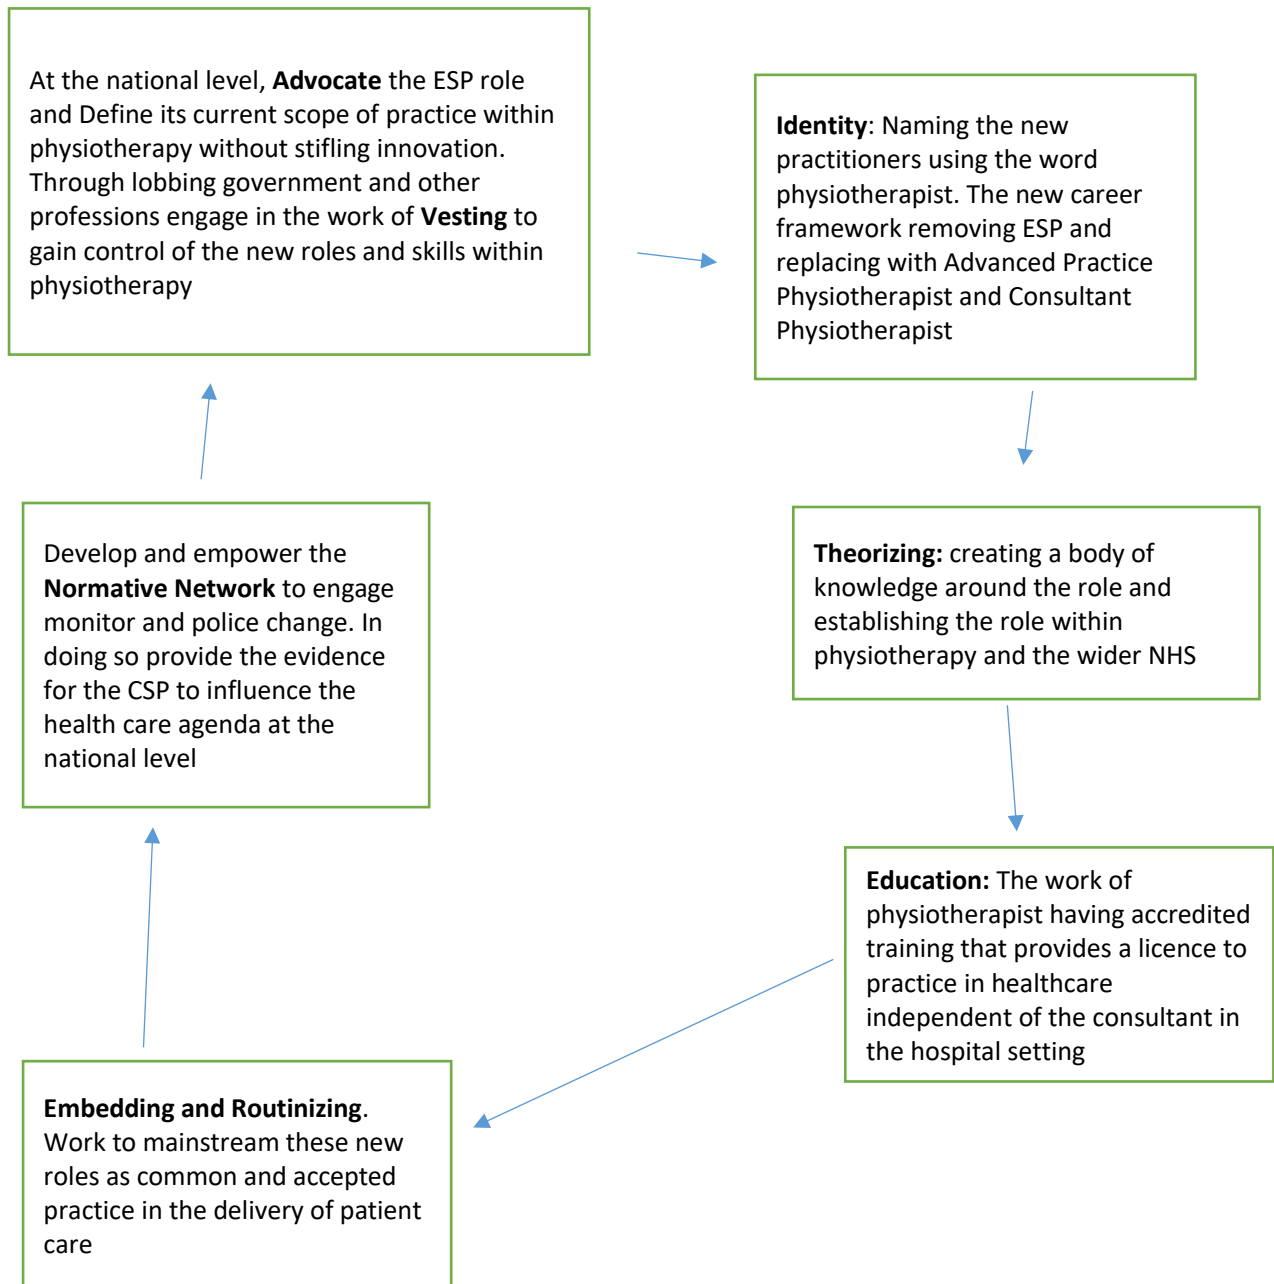 At the national level, Advocate the ESP role
and Define its current scope of practice within
physiotherapy without stifling innovation.
Through lobbing government and other
professions engage in the work of Vesting to
gain control of the new roles and skills within
physiotherapy
Identity: Naming the new
practitioners using the word
physiotherapist. The new career
framework removing ESP and
replacing with Advanced Practice
Physiotherapist and Consultant
Physiotherapist
Theorizing: creating a body of
knowledge around the role and
establishing the role within
physiotherapy and the wider NHS
Education: The work of
physiotherapist having accredited
training that provides a licence to
practice in healthcare
independent of the consultant in
the hospital setting
Embedding and Routinizing.
Work to mainstream these new
roles as common and accepted
practice in the delivery of patient
care
Develop and empower the
Normative Network to engage
monitor and police change. In
doing so provide the evidence
for the CSP to influence the
health care agenda at the
national level